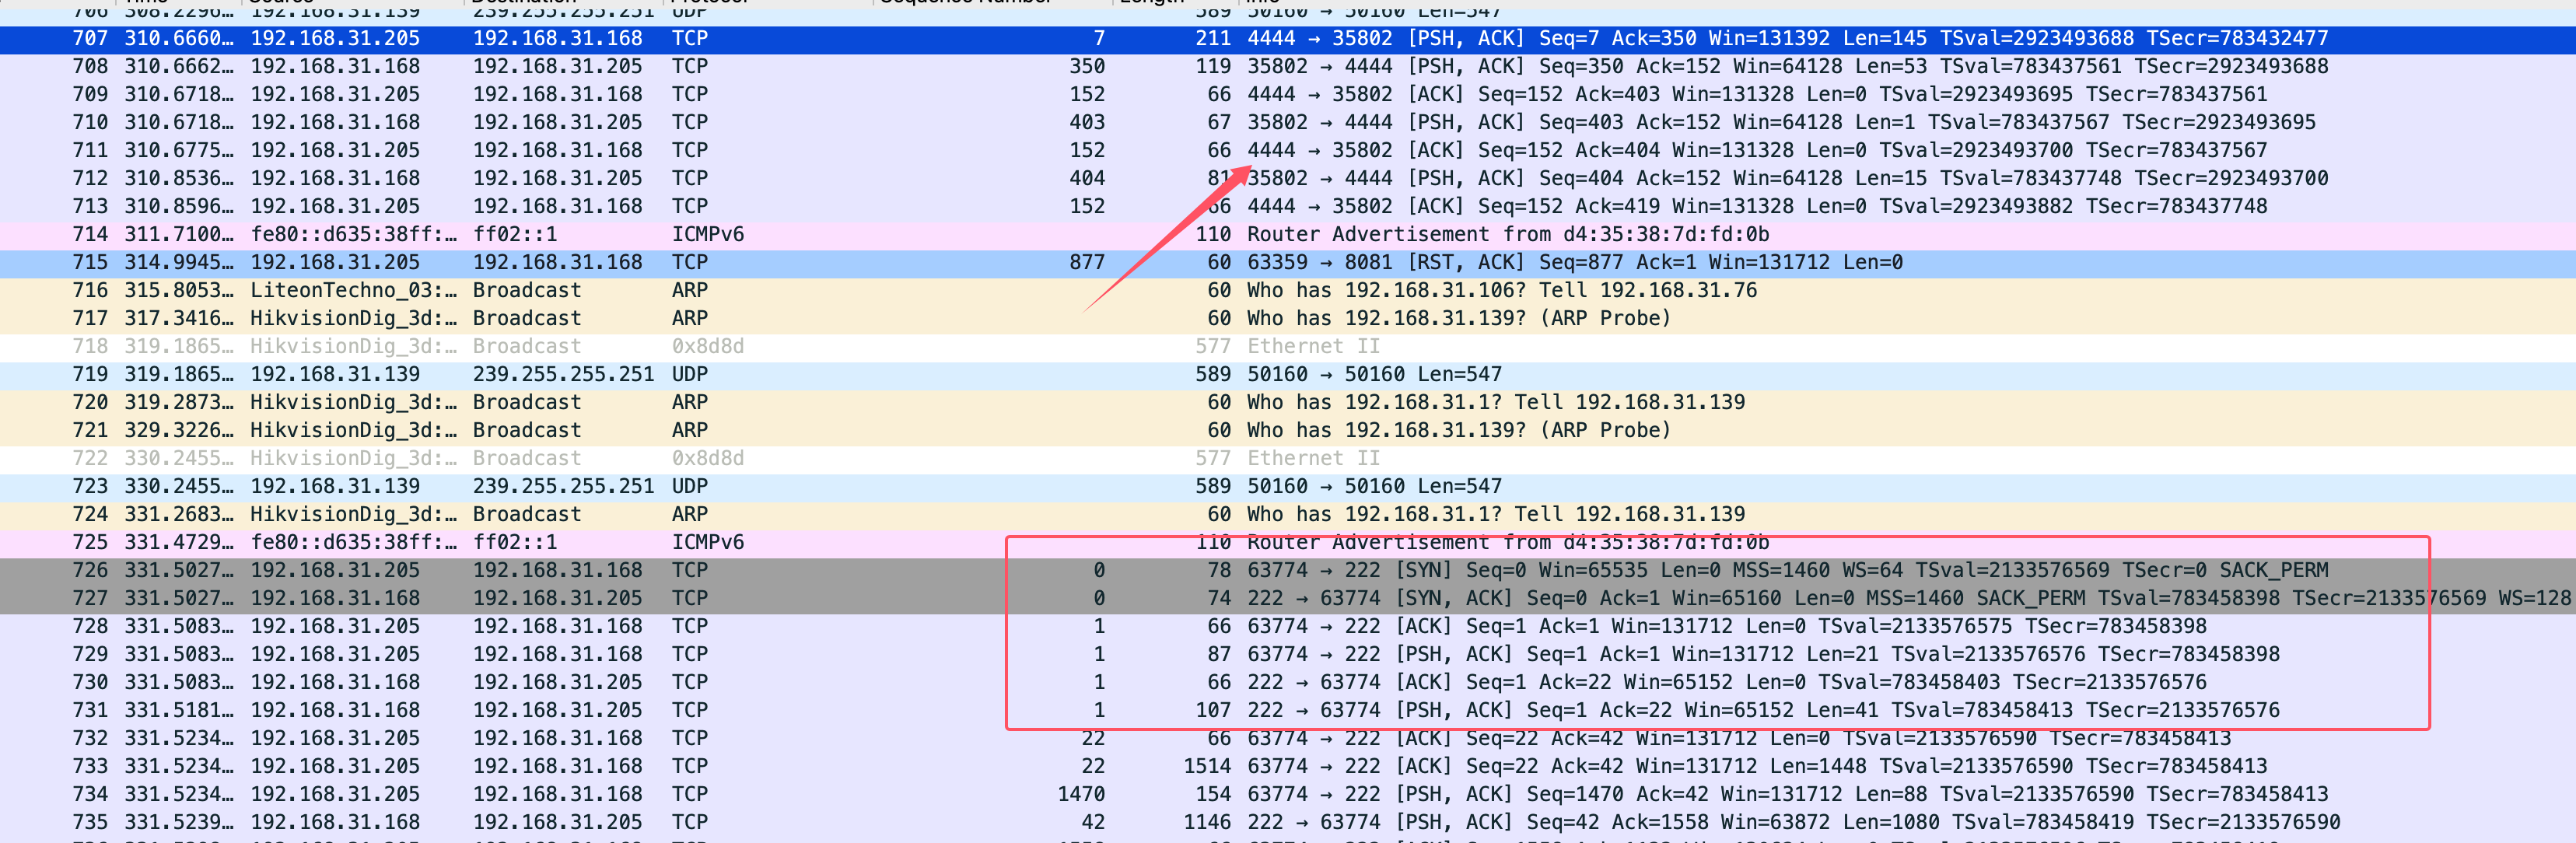 Time Source Destination Protocol Sequence Number Length Info
706 308.2296… 192.168.31.139 239.255.255.251 UDP 589 50160 → 50160 Len=547
707 310.6660… 192.168.31.205 192.168.31.168 TCP 7 211 4444 → 35802 [PSH, ACK] Seq=7 Ack=350 Win=131392 Len=145 TSval=2923493688 TSecr=783432477
708 310.6662… 192.168.31.168 192.168.31.205 TCP 350 119 35802 → 4444 [PSH, ACK] Seq=350 Ack=152 Win=64128 Len=53 TSval=783437561 TSecr=2923493688
709 310.6718… 192.168.31.205 192.168.31.168 TCP 152 66 4444 → 35802 [ACK] Seq=152 Ack=403 Win=131328 Len=0 TSval=2923493695 TSecr=783437561
710 310.6718… 192.168.31.168 192.168.31.205 TCP 403 67 35802 → 4444 [PSH, ACK] Seq=403 Ack=152 Win=64128 Len=1 TSval=783437567 TSecr=2923493695
711 310.6775… 192.168.31.205 192.168.31.168 TCP 152 66 4444 → 35802 [ACK] Seq=152 Ack=404 Win=131328 Len=0 TSval=2923493700 TSecr=783437567
712 310.8536… 192.168.31.168 192.168.31.205 TCP 404 81 35802 → 4444 [PSH, ACK] Seq=404 Ack=152 Win=64128 Len=15 TSval=783437748 TSecr=2923493700
713 310.8596… 192.168.31.205 192.168.31.168 TCP 152 66 4444 → 35802 [ACK] Seq=152 Ack=419 Win=131328 Len=0 TSval=2923493882 TSecr=783437748
714 311.7100… fe80::d635:38ff:… ff02::1 ICMPv6 110 Router Advertisement from d4:35:38:7d:fd:0b
715 314.9945… 192.168.31.205 192.168.31.168 TCP 877 60 63359 → 8081 [RST, ACK] Seq=877 Ack=1 Win=131712 Len=0
716 315.8053… LiteonTechno_03:… Broadcast ARP 60 Who has 192.168.31.106? Tell 192.168.31.76
717 317.3416… HikvisionDig_3d:… Broadcast ARP 60 Who has 192.168.31.139? (ARP Probe)
718 319.1865… HikvisionDig_3d:… Broadcast 0x8d8d 577 Ethernet II
719 319.1865… 192.168.31.139 239.255.255.251 UDP 589 50160 → 50160 Len=547
720 319.2873… HikvisionDig_3d:… Broadcast ARP 60 Who has 192.168.31.1? Tell 192.168.31.139
721 329.3226… HikvisionDig_3d:… Broadcast ARP 60 Who has 192.168.31.139? (ARP Probe)
722 330.2455… HikvisionDig_3d:… Broadcast 0x8d8d 577 Ethernet II
723 330.2455… 192.168.31.139 239.255.255.251 UDP 589 50160 → 50160 Len=547
724 331.2683… HikvisionDig_3d:… Broadcast ARP 60 Who has 192.168.31.1? Tell 192.168.31.139
725 331.4729… fe80::d635:38ff:… ff02::1 ICMPv6 110 Router Advertisement from d4:35:38:7d:fd:0b
726 331.5027… 192.168.31.205 192.168.31.168 TCP 0 78 63774 → 222 [SYN] Seq=0 Win=65535 Len=0 MSS=1460 WS=64 TSval=2133576569 TSecr=0 SACK_PERM
727 331.5027… 192.168.31.168 192.168.31.205 TCP 0 74 222 → 63774 [SYN, ACK] Seq=0 Ack=1 Win=65160 Len=0 MSS=1460 SACK_PERM TSval=783458398 TSecr=2133576569 WS=128
728 331.5083… 192.168.31.205 192.168.31.168 TCP 1 66 63774 → 222 [ACK] Seq=1 Ack=1 Win=131712 Len=0 TSval=2133576575 TSecr=783458398
729 331.5083… 192.168.31.205 192.168.31.168 TCP 1 87 63774 → 222 [PSH, ACK] Seq=1 Ack=1 Win=131712 Len=21 TSval=2133576576 TSecr=783458398
730 331.5083… 192.168.31.168 192.168.31.205 TCP 1 66 222 → 63774 [ACK] Seq=1 Ack=22 Win=65152 Len=0 TSval=783458403 TSecr=2133576576
731 331.5181… 192.168.31.168 192.168.31.205 TCP 1 107 222 → 63774 [PSH, ACK] Seq=1 Ack=22 Win=65152 Len=41 TSval=783458413 TSecr=2133576576
732 331.5234… 192.168.31.205 192.168.31.168 TCP 22 66 63774 → 222 [ACK] Seq=22 Ack=42 Win=131712 Len=0 TSval=2133576590 TSecr=783458413
733 331.5234… 192.168.31.205 192.168.31.168 TCP 22 1514 63774 → 222 [ACK] Seq=22 Ack=42 Win=131712 Len=1448 TSval=2133576590 TSecr=783458413
734 331.5234… 192.168.31.205 192.168.31.168 TCP 1470 154 63774 → 222 [PSH, ACK] Seq=1470 Ack=42 Win=131712 Len=88 TSval=2133576590 TSecr=783458413
735 331.5239… 192.168.31.168 192.168.31.205 TCP 42 1146 222 → 63774 [PSH, ACK] Seq=42 Ack=1558 Win=63872 Len=1080 TSval=783458419 TSecr=2133576590